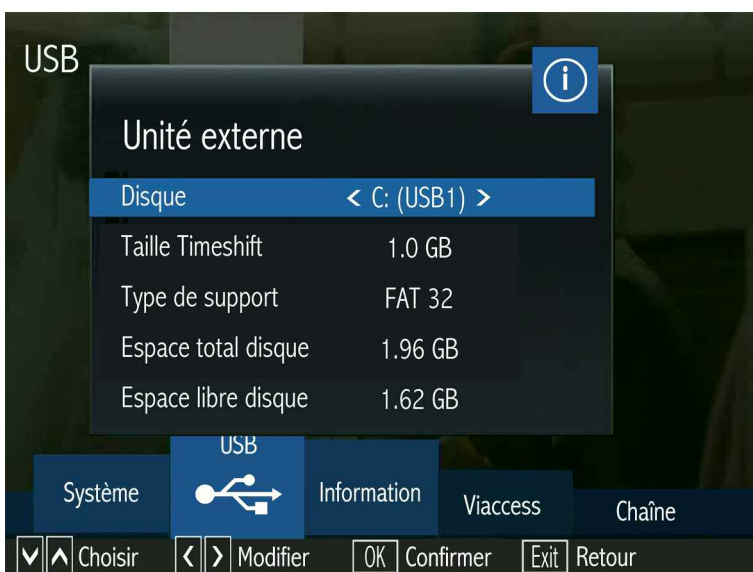 USB
Unité externe
Disque < C: (USB1) >
Taille Timeshift 1.0 GB
Type de support FAT 32
Espace total disque 1.96 GB
Espace libre disque 1.62 GB
USB
Système Information Viaccess Chaîne
Choisir Modifier OK Confirmer Exit Retour